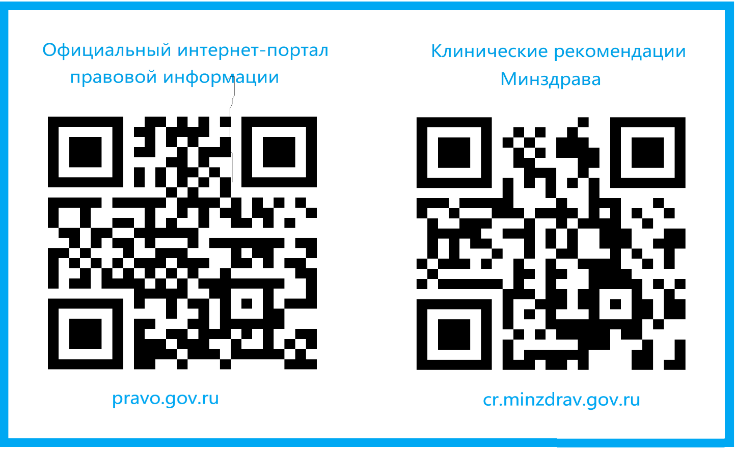 Официальный интернет-портал
правовой информации
pravo.gov.ru
Клинические рекомендации
Минздрава
cr.minzdrav.gov.ru